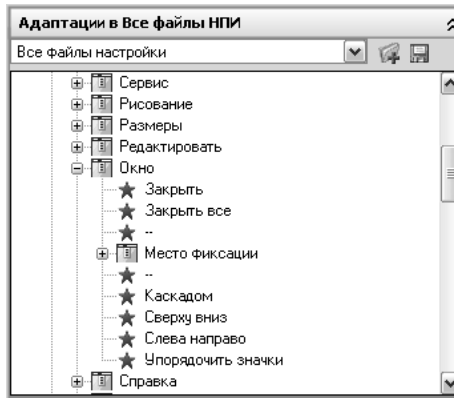 Адаптации в Все файлы НПИ
Все файлы настройки
Сервис
Рисование
Размеры
Редактировать
Окно
Закрыть
Закрыть все
--
Место фиксации
--
Каскадом
Сверху вниз
Слева направо
Упорядочить значки
Справка